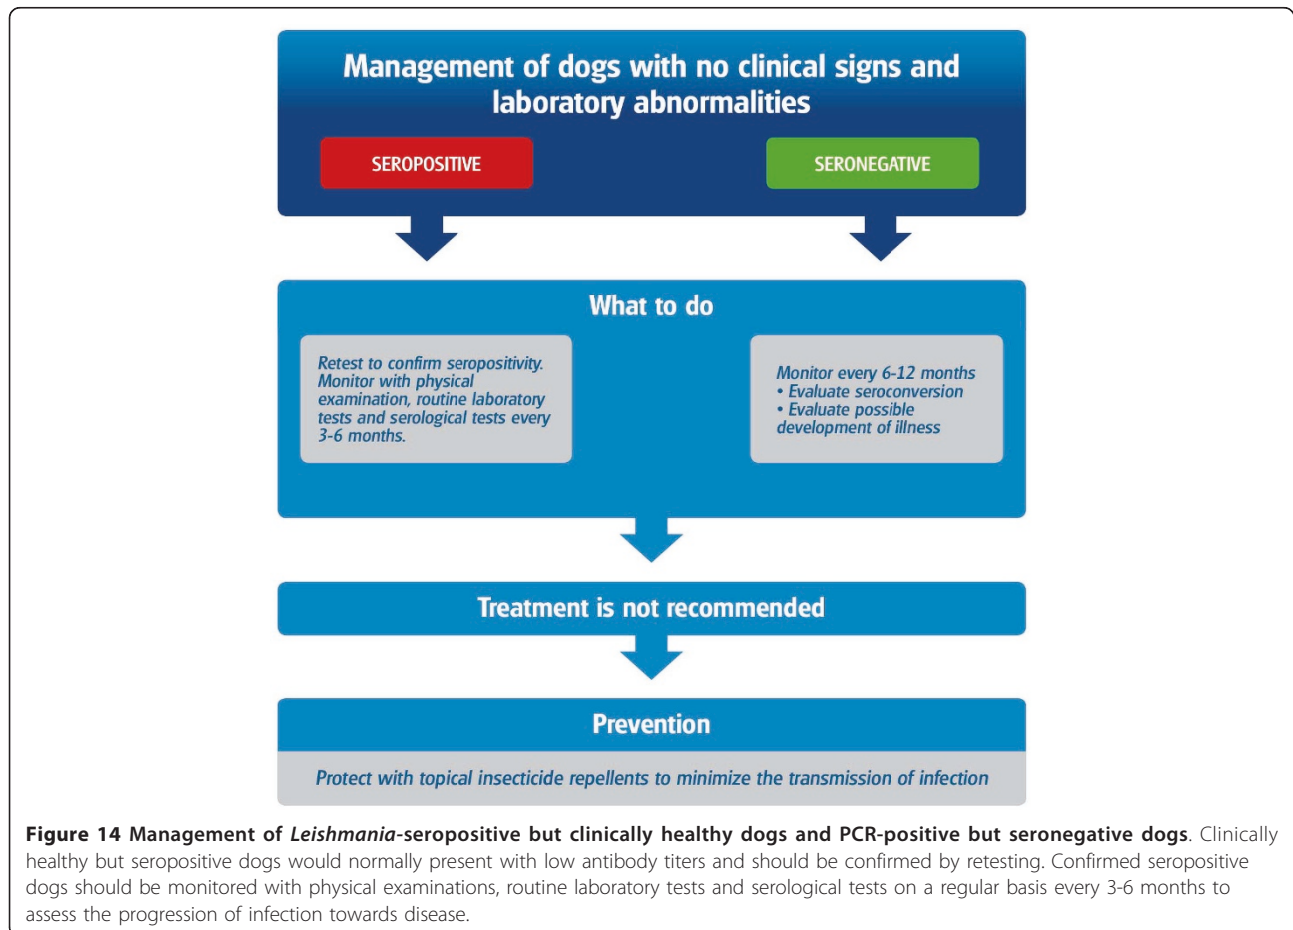 Management of dogs with no clinical signs and
laboratory abnormalities
SEROPOSITIVE
SERONEGATIVE
What to do
Retest to confirm seropositivity.
Monitor with physical
examination, routine laboratory
tests and serological tests every
3-6 months.
Monitor every 6-12 months
• Evaluate seroconversion
• Evaluate possible
development of illness
Treatment is not recommended
Prevention
Protect with topical insecticide repellents to minimize the transmission of infection
Figure 14 Management of Leishmania-seropositive but clinically healthy dogs and PCR-positive but seronegative dogs. Clinically
healthy but seropositive dogs would normally present with low antibody titers and should be confirmed by retesting. Confirmed seropositive
dogs should be monitored with physical examinations, routine laboratory tests and serological tests on a regular basis every 3-6 months to
assess the progression of infection towards disease.